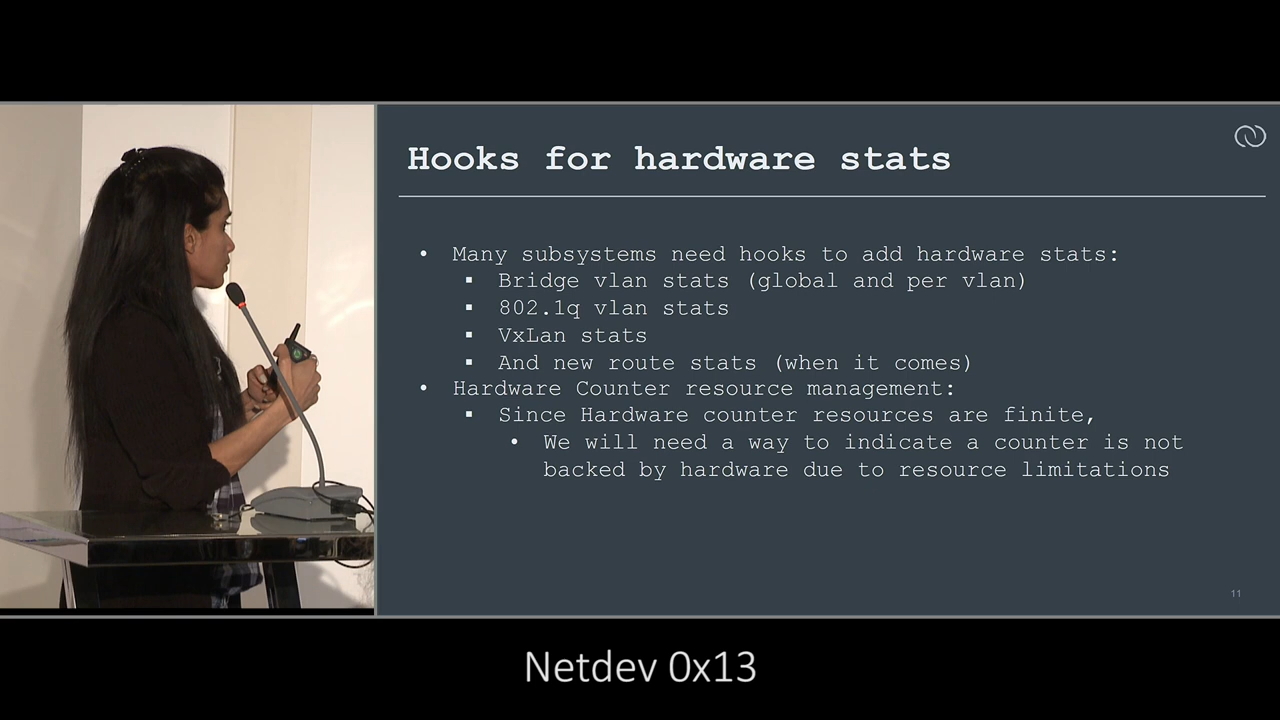 Hooks for hardware stats
• Many subsystems need hooks to add hardware stats:
▪ Bridge vlan stats (global and per vlan)
▪ 802.1q vlan stats
▪ VxLan stats
▪ And new route stats (when it comes)
• Hardware Counter resource management:
▪ Since Hardware counter resources are finite,
• We will need a way to indicate a counter is not
backed by hardware due to resource limitations
11
Netdev 0x13